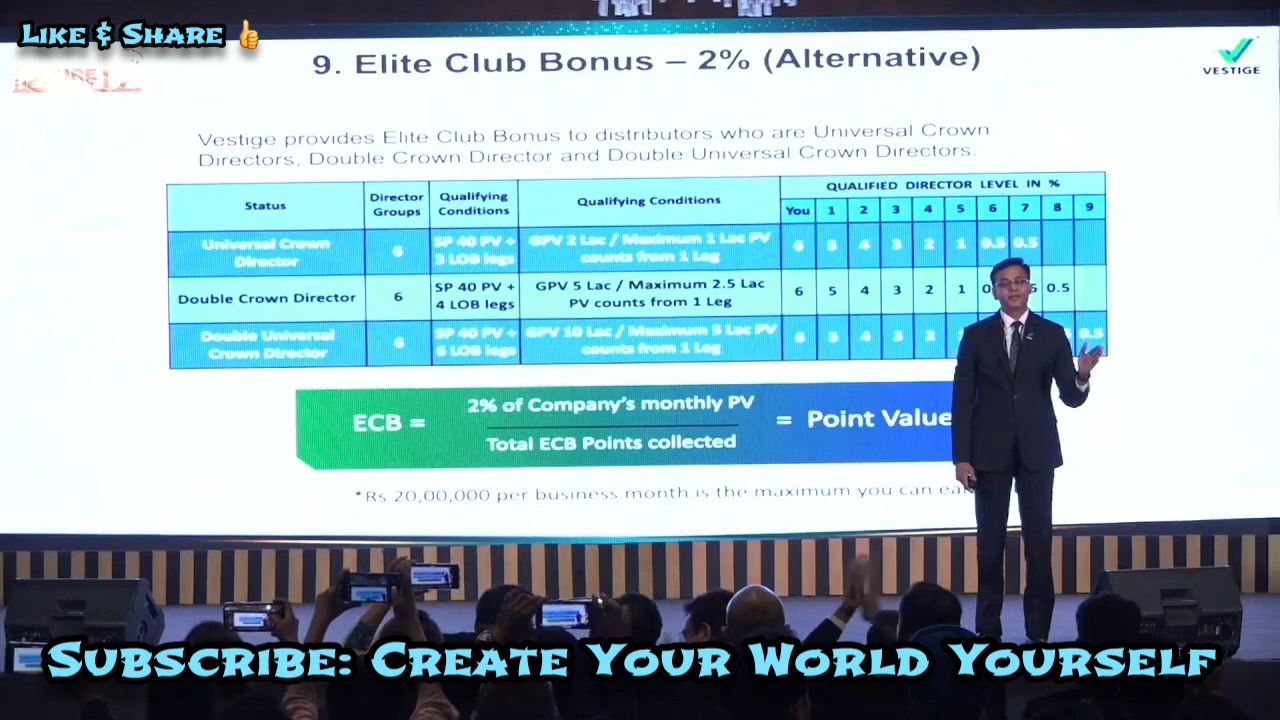 Like & Share 👍
9. Elite Club Bonus – 2% (Alternative)
VESTIGE
Vestige provides Elite Club Bonus to distributors who are Universal Crown
Directors, Double Crown Director and Double Universal Crown Directors.
Status Director Groups Qualifying Conditions Qualifying Conditions QUALIFIED DIRECTOR LEVEL IN %
You 1 2 3 4 5 6 7 8 9
Universal Crown Director 6 SP 40 PV + 3 LOB legs GPV 2 Lac / Maximum 1 Lac PV counts from 1 Leg 6 5 4 3 2 1 0.5 0.5
Double Crown Director 6 SP 40 PV + 4 LOB legs GPV 5 Lac / Maximum 2.5 Lac PV counts from 1 Leg 6 5 4 3 2 1 0.5
Double Universal Crown Director 6 SP 40 PV + 6 LOB legs GPV 10 Lac / Maximum 5 Lac PV counts from 1 Leg 6 5 4 3 2 0.5
ECB = 2% of Company's monthly PV = Point Value
Total ECB Points collected
*Rs 20,00,000 per business month is the maximum you can
Subscribe: Create Your World Yourself